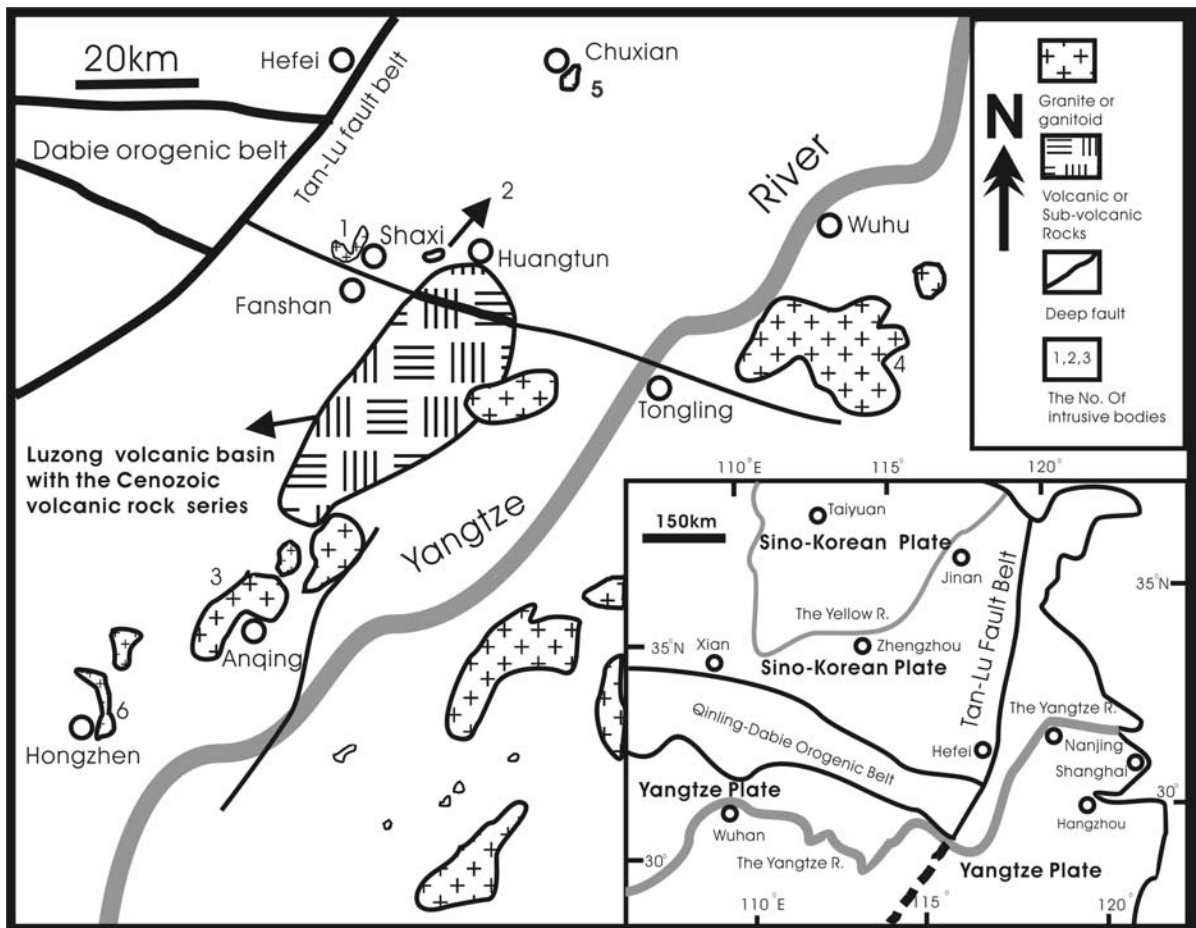 20km
Hefei
Chuxian
5
Tan-Lu fault belt
Dabie orogenic belt
River
2
1
Shaxi
Huangtun
Wuhu
Fanshan
4
Tongling
Luzong volcanic basin
with the Cenozoic
volcanic rock series
Yangtze
3
Anqing
6
Hongzhen
N
Granite or
ganitoid
Volcanic or
Sub-volcanic
Rocks
Deep fault
1,2,3
The No. Of
intrusive bodies
110°E
115°
120°
150km
Taiyuan
Sino-Korean Plate
Jinan
35°N
The Yellow R.
35°N
Xian
Zhengzhou
Sino-Korean Plate
Tan-Lu Fault Belt
Qinling-Dabie Orogenic Belt
The Yangtze R.
Hefei
Nanjing
Shanghai
Yangtze Plate
30°
Wuhan
Hangzhou
The Yangtze R.
30°
Yangtze Plate
110°E
115°
120°